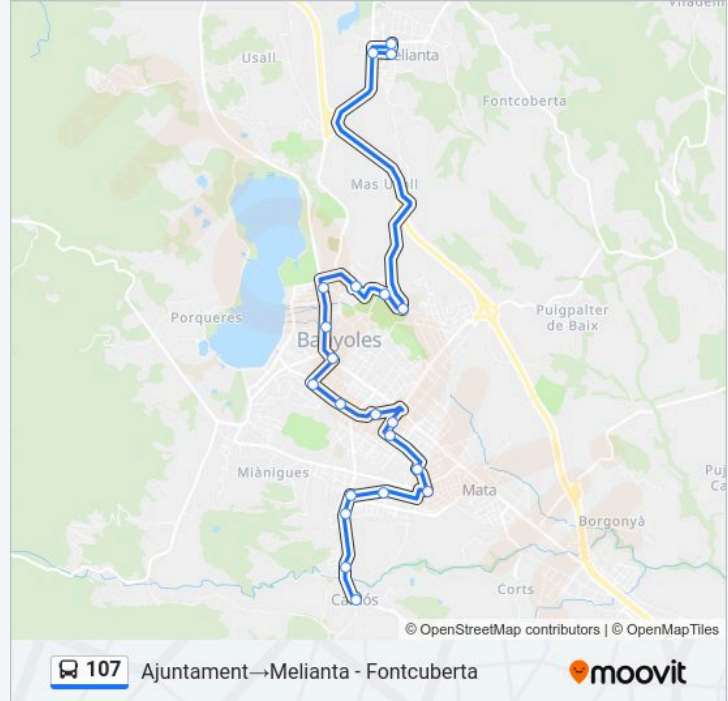 Usall
Melianta
Fontcoberta
Mas Usall
Porqueres
Puigpalter
de Baix
Banyoles
Miànigues
Mata
Borgonyà
Corts
© OpenStreetMap contributors | © OpenMapTiles
107 Ajuntament→Melianta - Fontcuberta
moovit